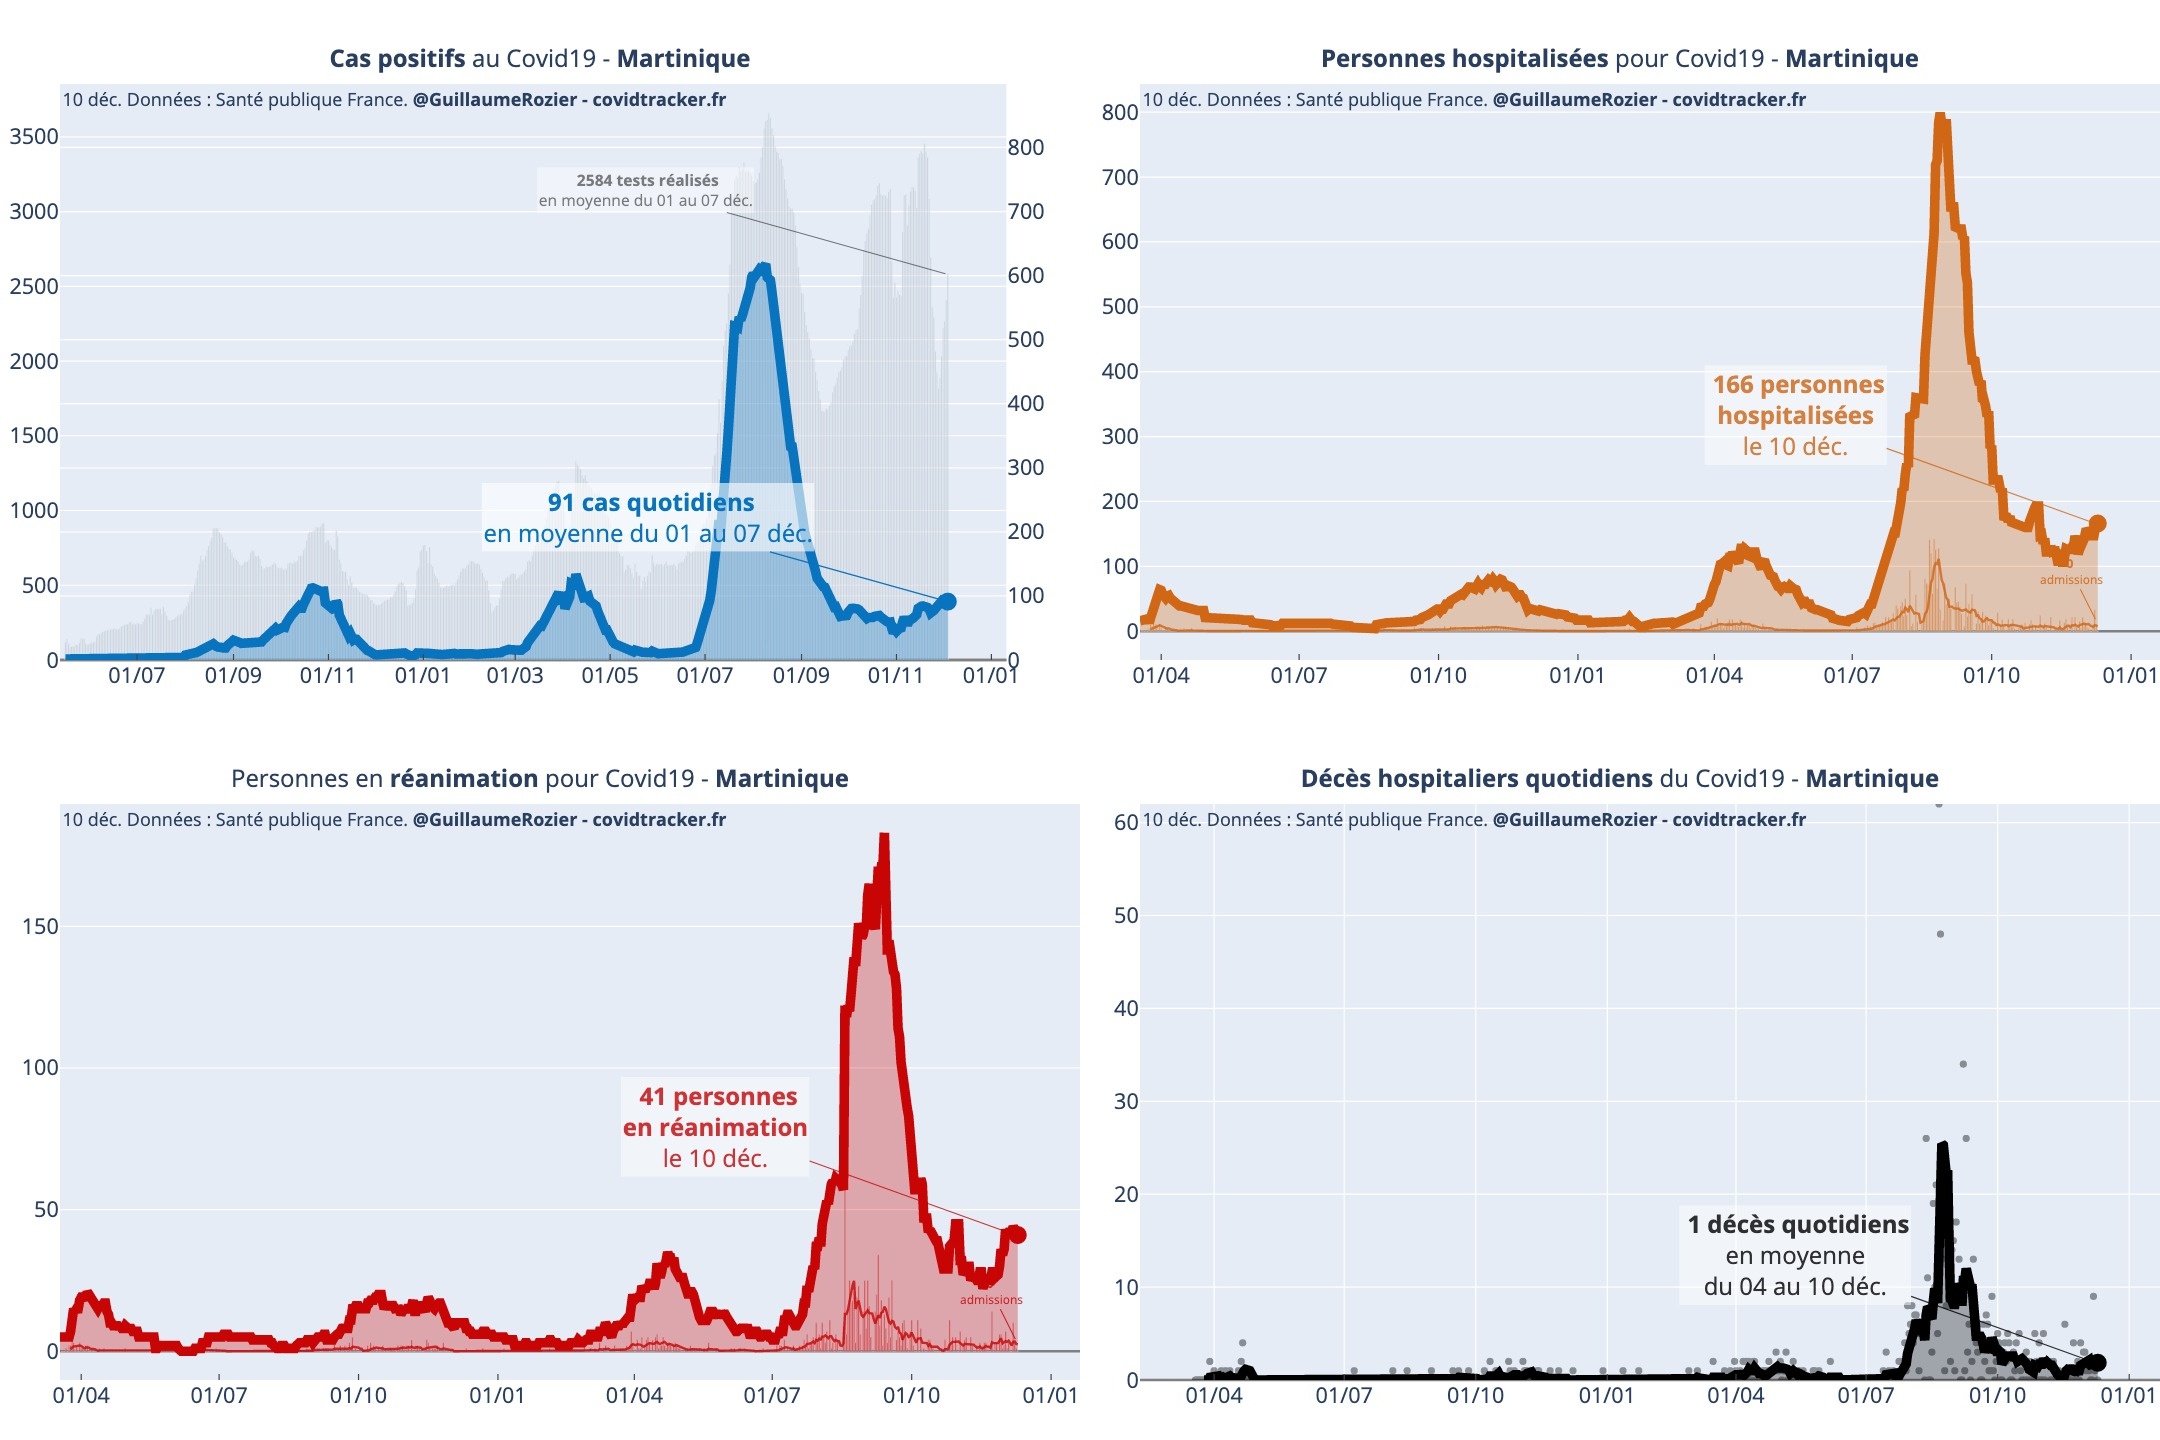 Cas positifs au Covid19 - Martinique
10 déc. Données : Santé publique France. @GuillaumeRozier - covidtracker.fr
3500
3000
2500
2000
1500
1000
500
0
800
700
600
500
400
300
200
100
0
2584 tests réalisés
en moyenne du 01 au 07 déc.
91 cas quotidiens
en moyenne du 01 au 07 déc.
01/07 01/09 01/11 01/01 01/03 01/05 01/07 01/09 01/11 01/01
Personnes hospitalisées pour Covid19 - Martinique
10 déc. Données : Santé publique France. @GuillaumeRozier - covidtracker.fr
800
700
600
500
400
300
200
100
0
166 personnes
hospitalisées
le 10 déc.
admissions
01/04 01/07 01/10 01/01 01/04 01/07 01/10 01/01
Personnes en réanimation pour Covid19 - Martinique
10 déc. Données : Santé publique France. @GuillaumeRozier - covidtracker.fr
150
100
50
0
41 personnes
en réanimation
le 10 déc.
admissions
01/04 01/07 01/10 01/01 01/04 01/07 01/10 01/01
Décès hospitaliers quotidiens du Covid19 - Martinique
10 déc. Données : Santé publique France. @GuillaumeRozier - covidtracker.fr
60
50
40
30
20
10
0
1 décès quotidiens
en moyenne
du 04 au 10 déc.
01/04 01/07 01/10 01/01 01/04 01/07 01/10 01/01